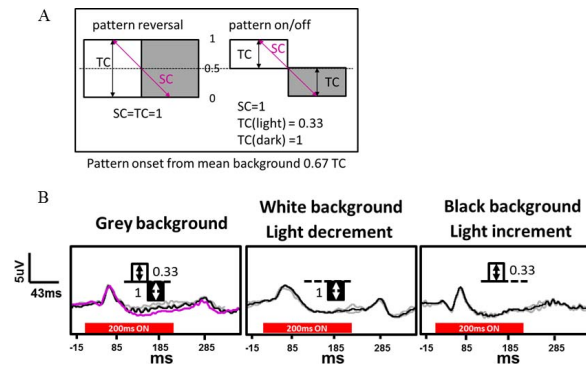 A
pattern reversal
pattern on/off
1
0.5
0
TC
SC
TC
SC
TC
SC=TC=1
SC=1
TC(light) = 0.33
TC(dark) =1
Pattern onset from mean background 0.67 TC
B
Grey background
White background
Light decrement
Black background
Light increment
5uV
43ms
0.33
1
1
0.33
200ms ON
200ms ON
200ms ON
-15 85 185 285
-15 85 185 285
-15 85 185 285
ms
ms
ms